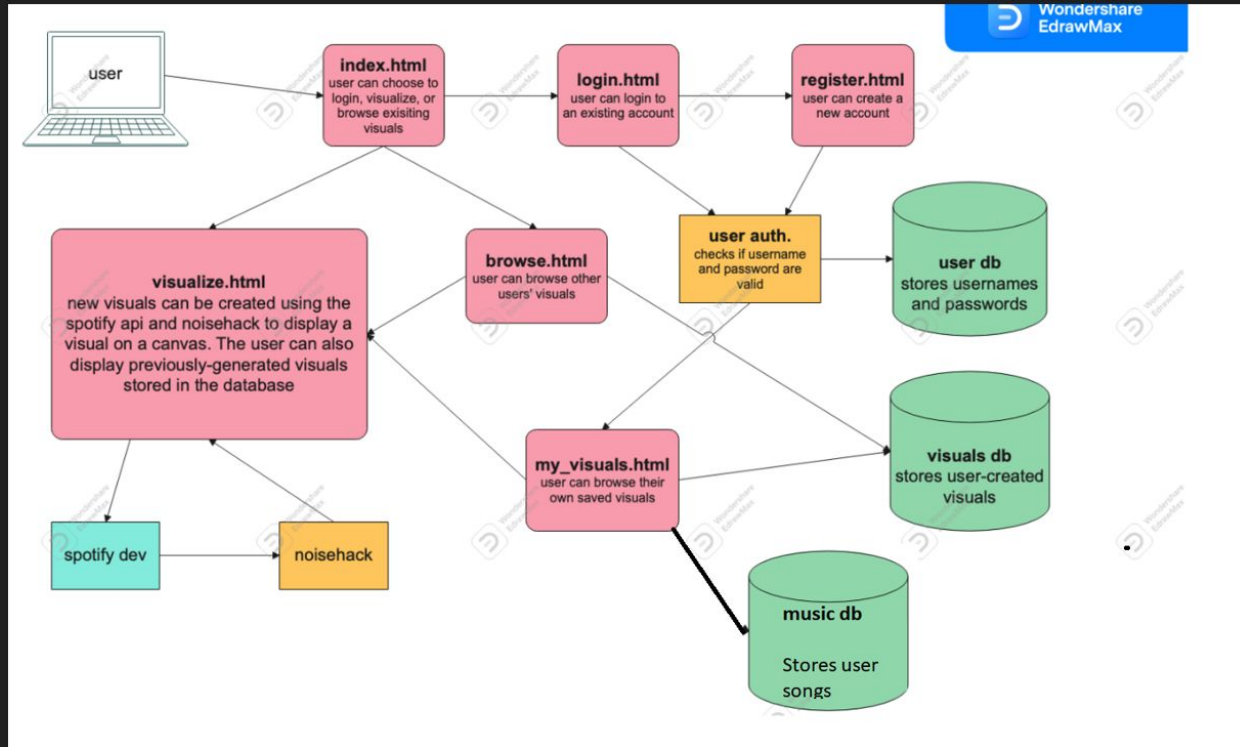 Wondershare
EdrawMax
user
index.html
user can choose to
login, visualize, or
browse exisiting
visuals
login.html
user can login to
an existing account
register.html
user can create a
new account
visualize.html
new visuals can be created using the
spotify api and noisehack to display a
visual on a canvas. The user can also
display previously-generated visuals
stored in the database
browse.html
user can browse other
users' visuals
user auth.
checks if username
and password are
valid
user db
stores usernames
and passwords
my_visuals.html
user can browse their
own saved visuals
visuals db
stores user-created
visuals
spotify dev
noisehack
music db
Stores user
songs